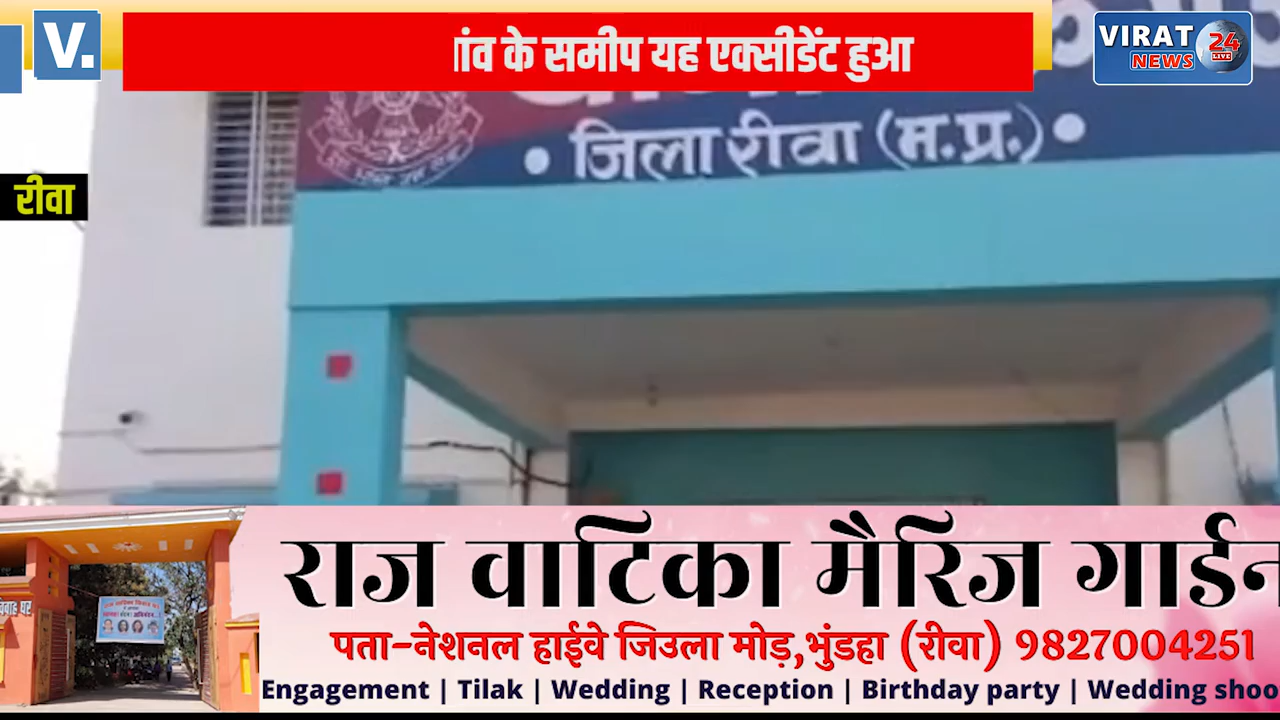 V.
के समीप यह एक्सीडेंट हुआ
VIRAT
NEWS
24
LIVE
जिला रीवा (म.प्र.)
रीवा
राज वाटिका मैरिज गार्डन
पता-नेशनल हाईवे जिउला मोड़,भुंडहा (रीवा) 9827004251
Engagement | Tilak | Wedding | Reception | Birthday party | Wedding shoo